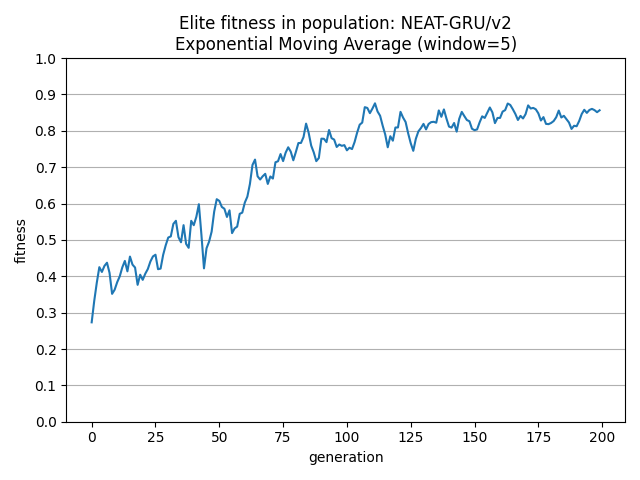 Elite fitness in population: NEAT-GRU/v2
Exponential Moving Average (window=5)
1.0
0.9
0.8
0.7
0.6
0.5
0.4
0.3
0.2
0.1
0.0
fitness
0 25 50 75 100 125 150 175 200
generation